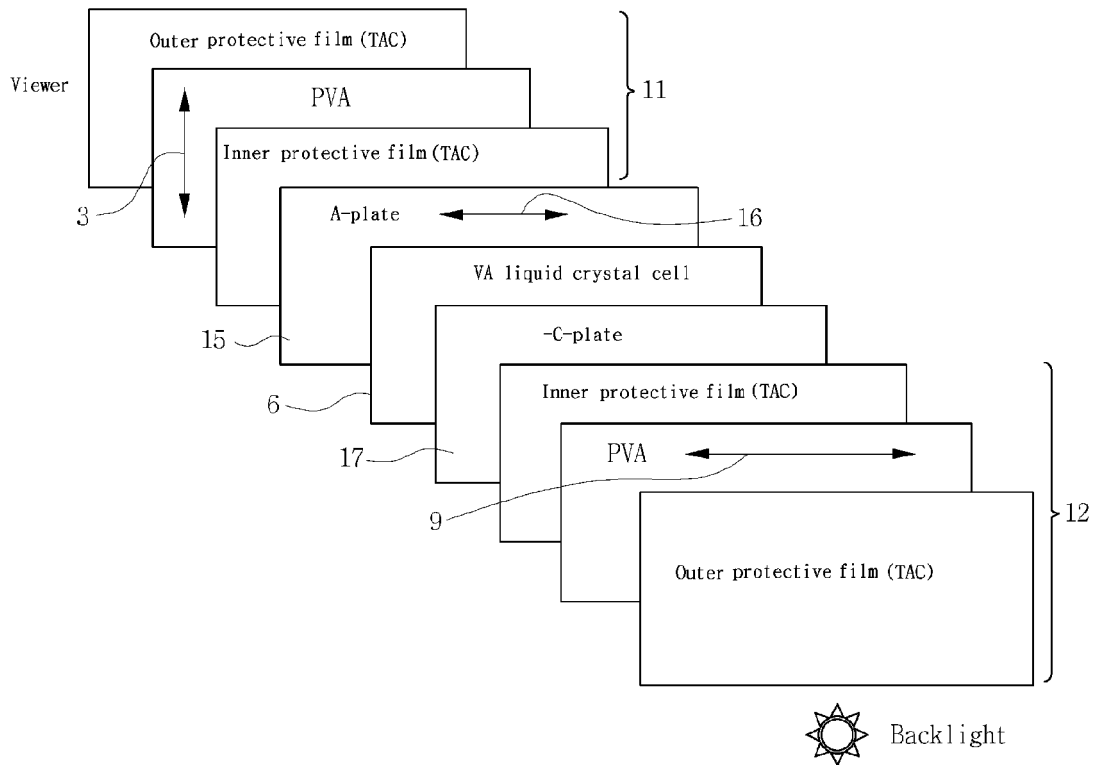 Outer protective film (TAC)
Viewer
PVA
11
Inner protective film (TAC)
3
A-plate
16
VA liquid crystal cell
15
-C-plate
6
Inner protective film (TAC)
17
PVA
9
12
Outer protective film (TAC)
Backlight